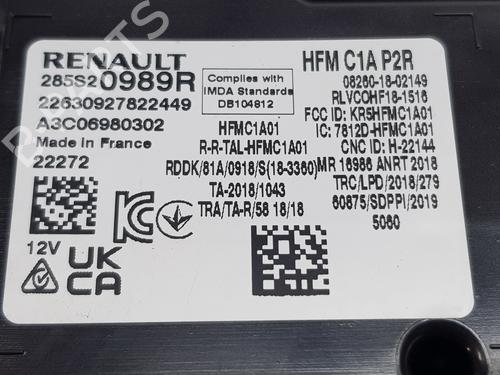 RENAULT
285S20989R
22630927822449
A3C06980302
Made in France
22272
12V
UK
CA
Complies with
IMDA Standards
DB104812
HFMC1A01
R-R-TAL-HFMC1A01
RDDK/81A/0918/S(18-3360)
TA-2018/1043
TRA/TA-R/58 18/18
HFM C1A P2R
08260-18-02149
RLVCOHF18-1516
FCC ID: KR5HFMC1A01
IC: 7812D-HFMC1A01
CNC ID: H-22144
MR 16986 ANRT 2018
TRC/LPD/2018/279
60875/SDPPI/2019
5060